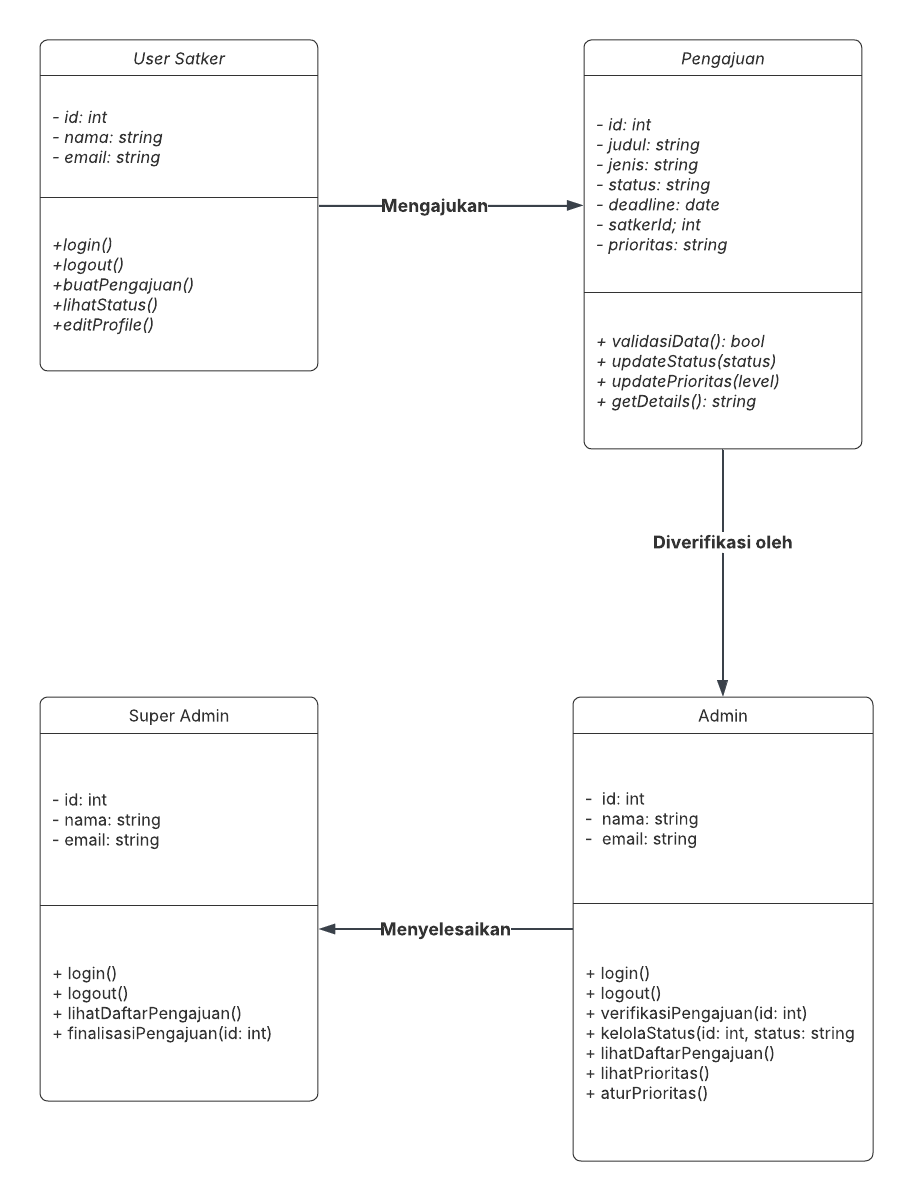 User Satker
- id: int
- nama: string
- email: string
+login()
+logout()
+buatPengajuan()
+lihatStatus()
+editProfile()
Mengajukan
Pengajuan
- id: int
- judul: string
- jenis: string
- status: string
- deadline: date
- satkerId; int
- prioritas: string
+ validasiData(): bool
+ updateStatus(status)
+ updatePrioritas(level)
+ getDetails(): string
Diverifikasi oleh
Admin
- id: int
- nama: string
- email: string
+ login()
+ logout()
+ verifikasiPengajuan(id: int)
+ kelolaStatus(id: int, status: string
+ lihatDaftarPengajuan()
+ lihatPrioritas()
+ aturPrioritas()
Menyelesaikan
Super Admin
- id: int
- nama: string
- email: string
+ login()
+ logout()
+ lihatDaftarPengajuan()
+ finalisasiPengajuan(id: int)